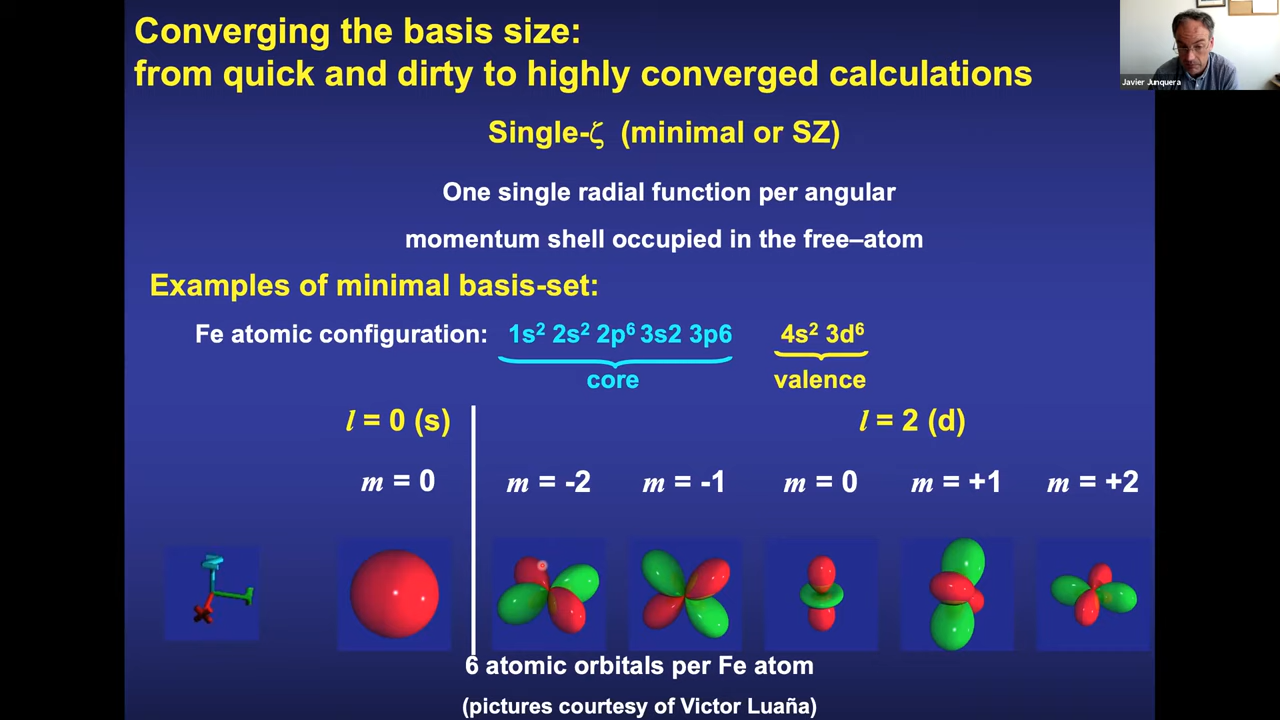 Converging the basis size:
from quick and dirty to highly converged calculations
Javier Junquera
Single-ζ (minimal or SZ)
One single radial function per angular
momentum shell occupied in the free–atom
Examples of minimal basis-set:
Fe atomic configuration: 1s² 2s² 2p⁶ 3s2 3p6 4s² 3d⁶
core valence
l = 0 (s) l = 2 (d)
m = 0 m = -2 m = -1 m = 0 m = +1 m = +2
6 atomic orbitals per Fe atom
(pictures courtesy of Victor Luaña)